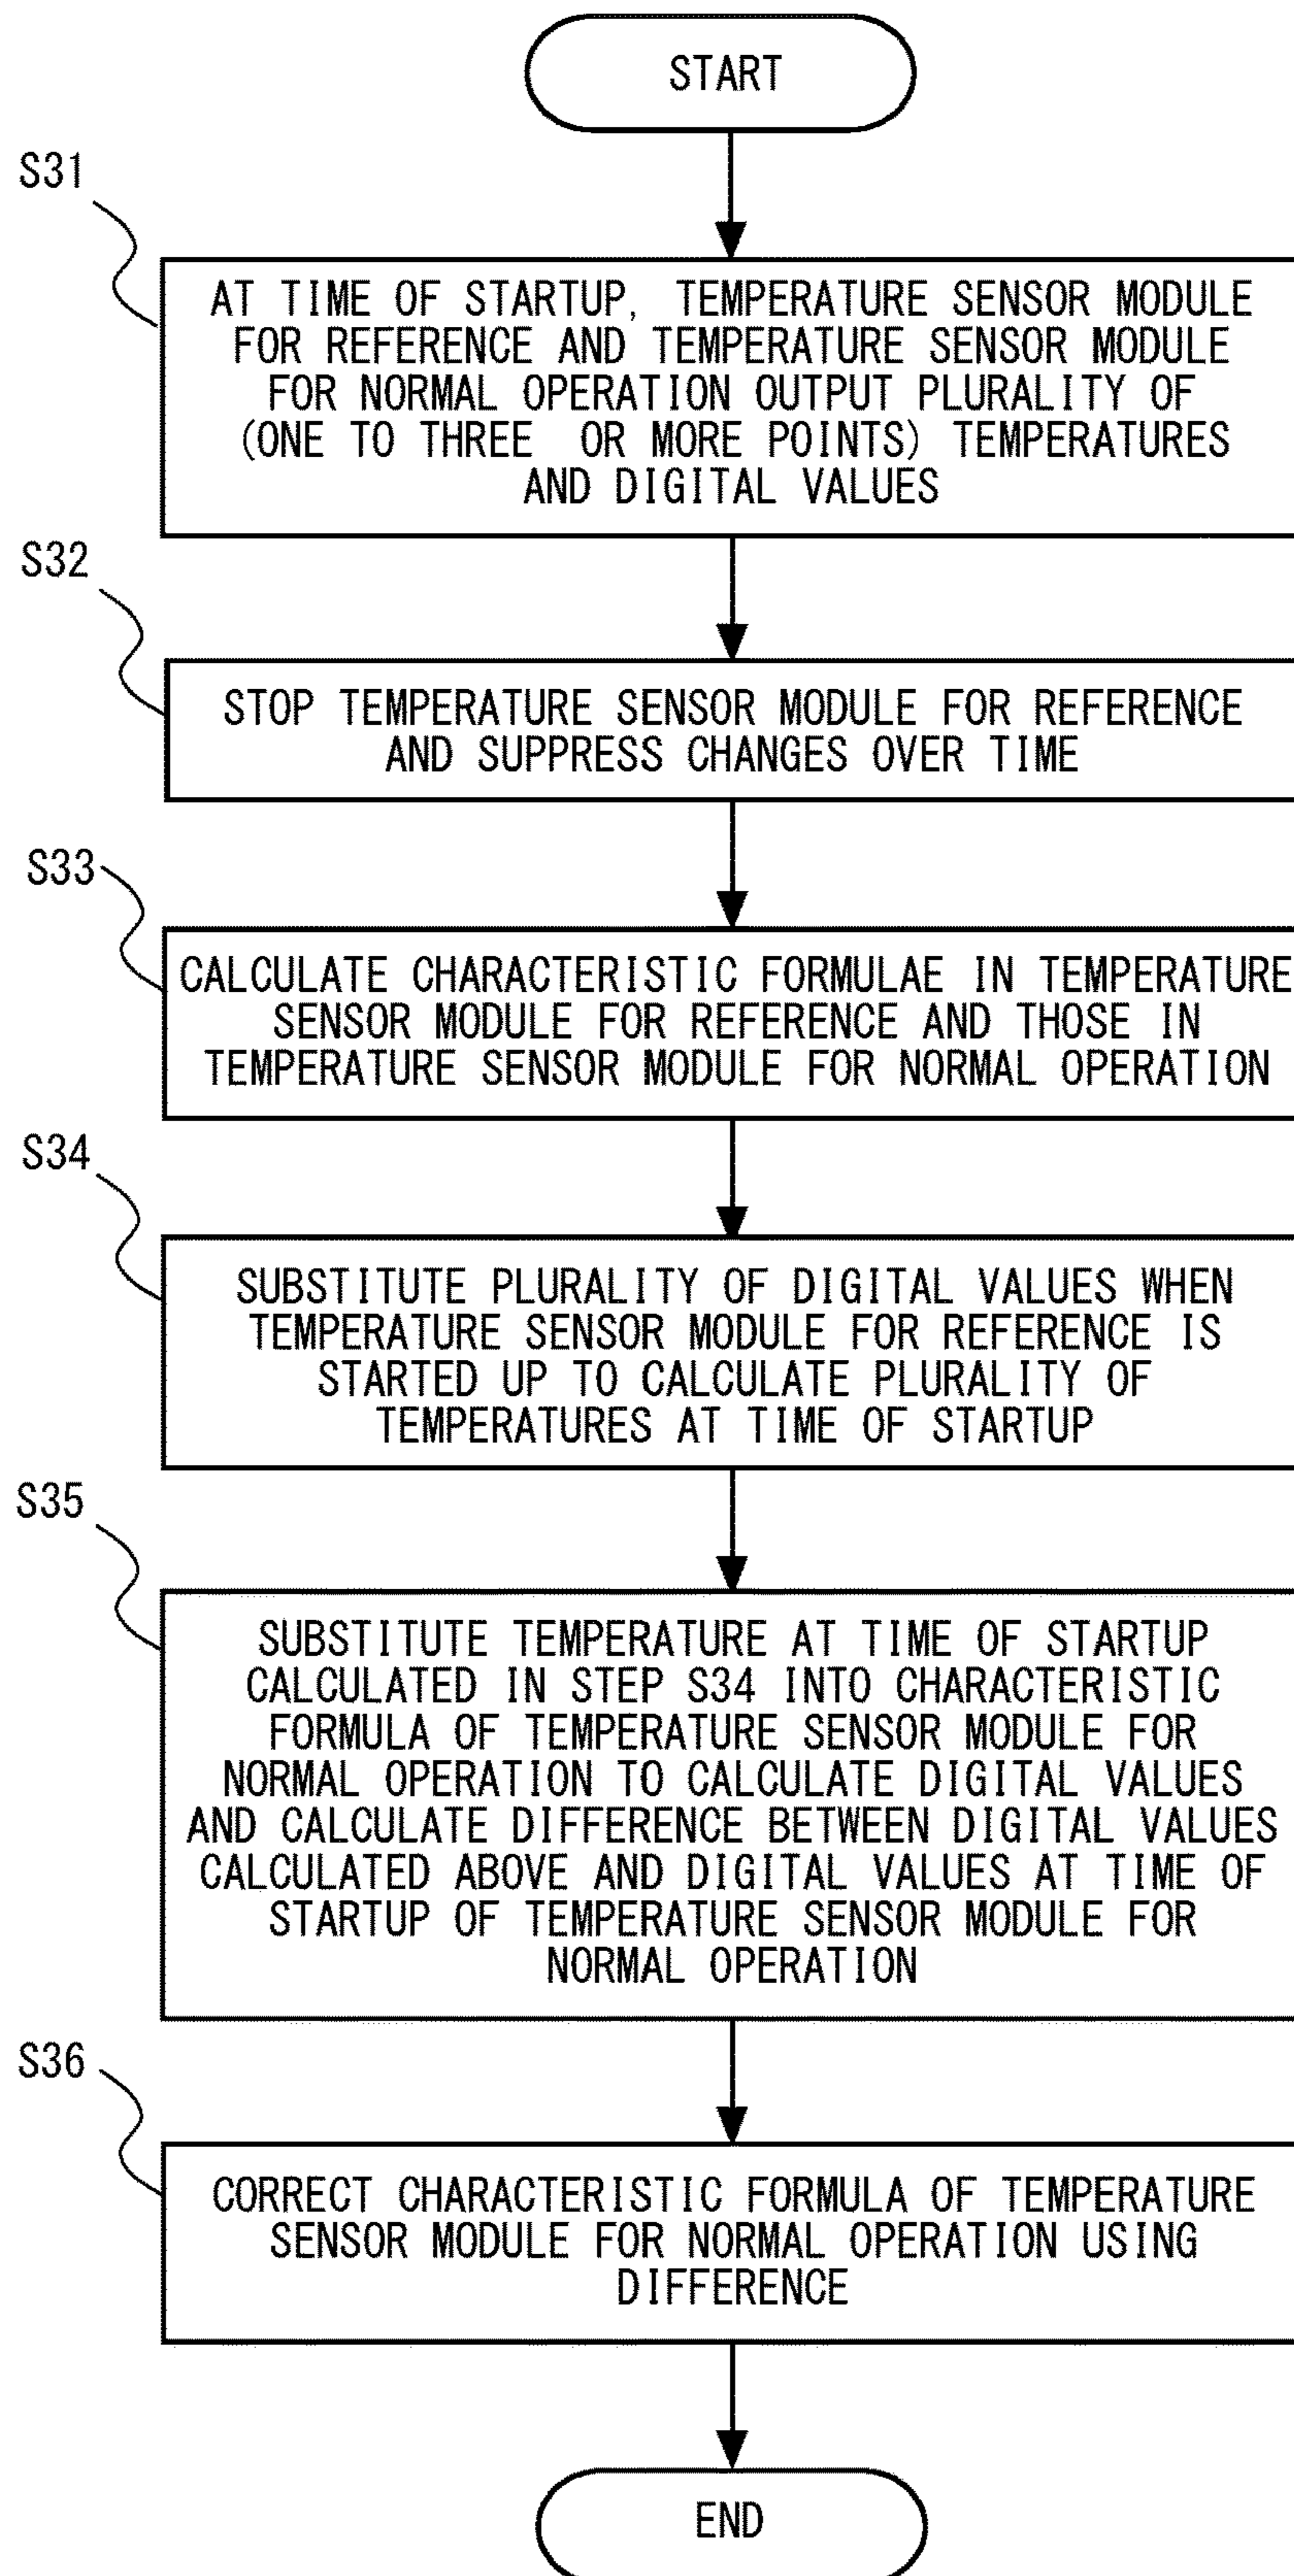 START
S31
AT TIME OF STARTUP, TEMPERATURE SENSOR MODULE
FOR REFERENCE AND TEMPERATURE SENSOR MODULE
FOR NORMAL OPERATION OUTPUT PLURALITY OF
(ONE TO THREE OR MORE POINTS) TEMPERATURES
AND DIGITAL VALUES
S32
STOP TEMPERATURE SENSOR MODULE FOR REFERENCE
AND SUPPRESS CHANGES OVER TIME
S33
CALCULATE CHARACTERISTIC FORMULAE IN TEMPERATURE
SENSOR MODULE FOR REFERENCE AND THOSE IN
TEMPERATURE SENSOR MODULE FOR NORMAL OPERATION
S34
SUBSTITUTE PLURALITY OF DIGITAL VALUES WHEN
TEMPERATURE SENSOR MODULE FOR REFERENCE IS
STARTED UP TO CALCULATE PLURALITY OF
TEMPERATURES AT TIME OF STARTUP
S35
SUBSTITUTE TEMPERATURE AT TIME OF STARTUP
CALCULATED IN STEP S34 INTO CHARACTERISTIC
FORMULA OF TEMPERATURE SENSOR MODULE FOR
NORMAL OPERATION TO CALCULATE DIGITAL VALUES
AND CALCULATE DIFFERENCE BETWEEN DIGITAL VALUES
CALCULATED ABOVE AND DIGITAL VALUES AT TIME OF
STARTUP OF TEMPERATURE SENSOR MODULE FOR
NORMAL OPERATION
S36
CORRECT CHARACTERISTIC FORMULA OF TEMPERATURE
SENSOR MODULE FOR NORMAL OPERATION USING
DIFFERENCE
END